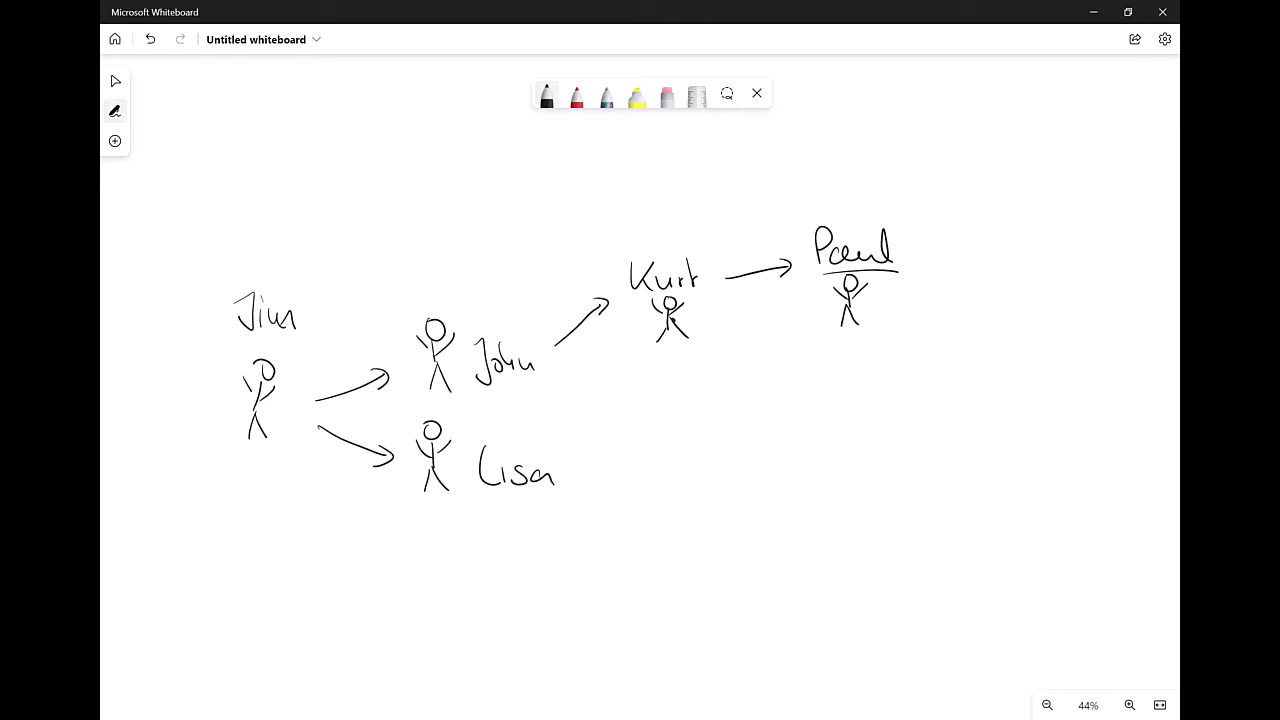 Microsoft Whiteboard
Untitled whiteboard
Paul
Kurt
Jim
John
Lisa
44%